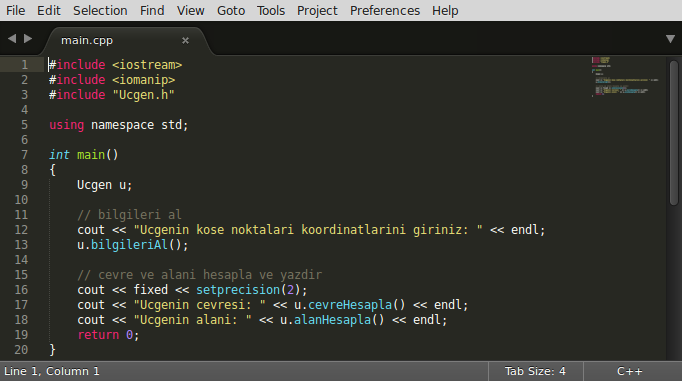 File Edit Selection Find View Goto Tools Project Preferences Help
main.cpp ×
1 #include <iostream>
2 #include <iomanip>
3 #include "Ucgen.h"
4
5 using namespace std;
6
7 int main()
8 {
9 Ucgen u;
10
11 // bilgileri al
12 cout << "Ucgenin kose noktalari koordinatlarini giriniz: " << endl;
13 u.bilgileriAl();
14
15 // cevre ve alani hesapla ve yazdir
16 cout << fixed << setprecision(2);
17 cout << "Ucgenin cevresi: " << u.cevreHesapla() << endl;
18 cout << "Ucgenin alani: " << u.alanHesapla() << endl;
19 return 0;
20 }
Line 1, Column 1 Tab Size: 4 C++